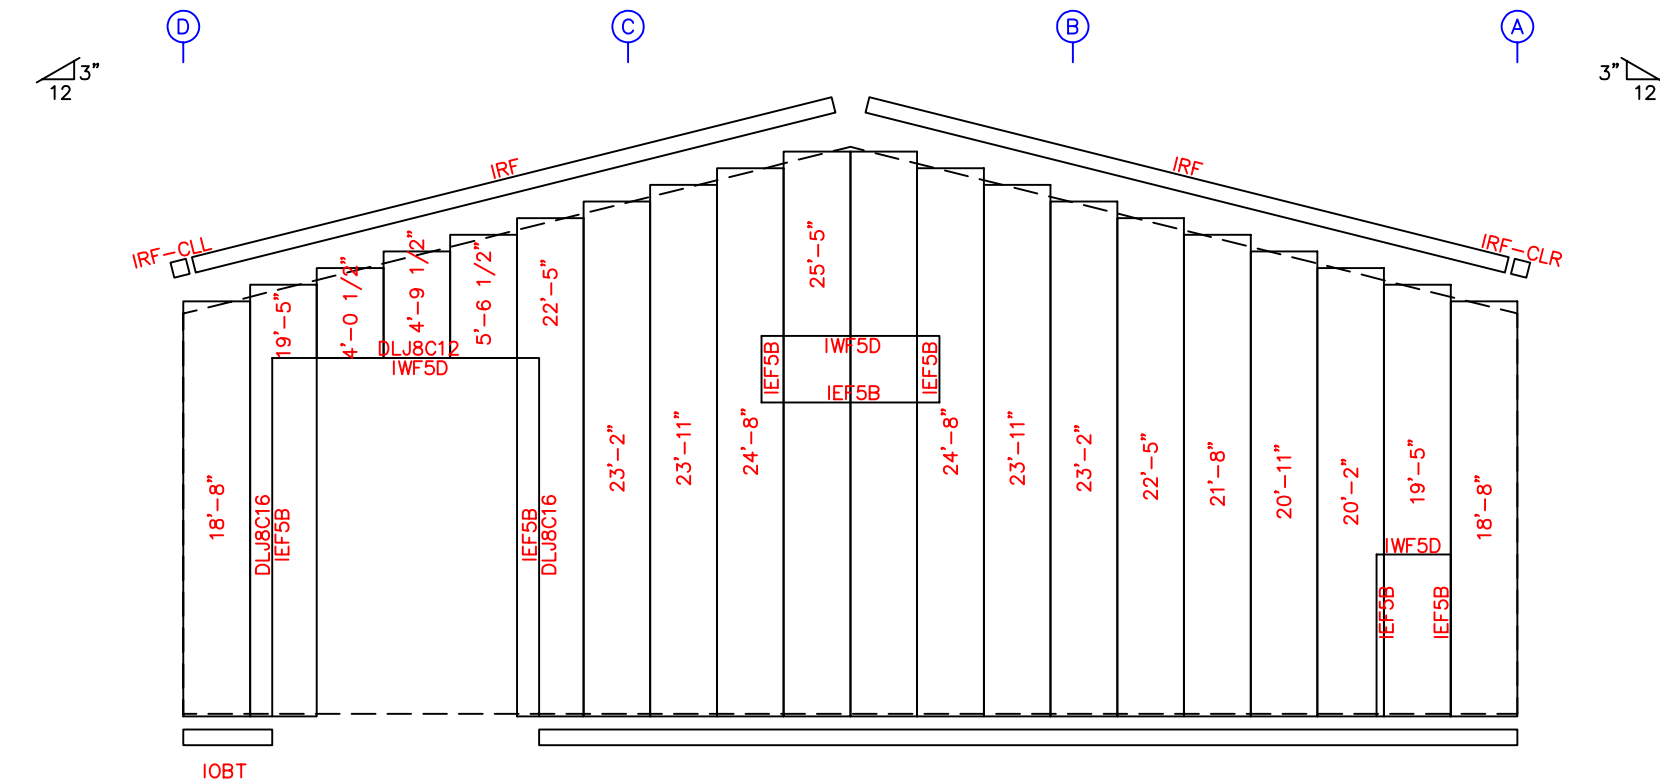 D
C
B
A
3”
12
3”
12
IRF
IRF
IRF-CLL
IRF-CLR
18'-8"
19'-5"
4'-0 1/2"
4'-9 1/2"
5'-6 1/2"
22'-5"
23'-2"
23'-11"
24'-8"
25'-5"
24'-8"
23'-11"
23'-2"
22'-5"
21'-8"
20'-11"
20'-2"
19'-5"
18'-8"
DLJ8C12
IWF5D
DLJ8C16
IEF5B
IEF5B
DLJ8C16
IEF5B
IWF5D
IEF5B
IEF5B
IWF5D
IEF5B
IEF5B
IOBT